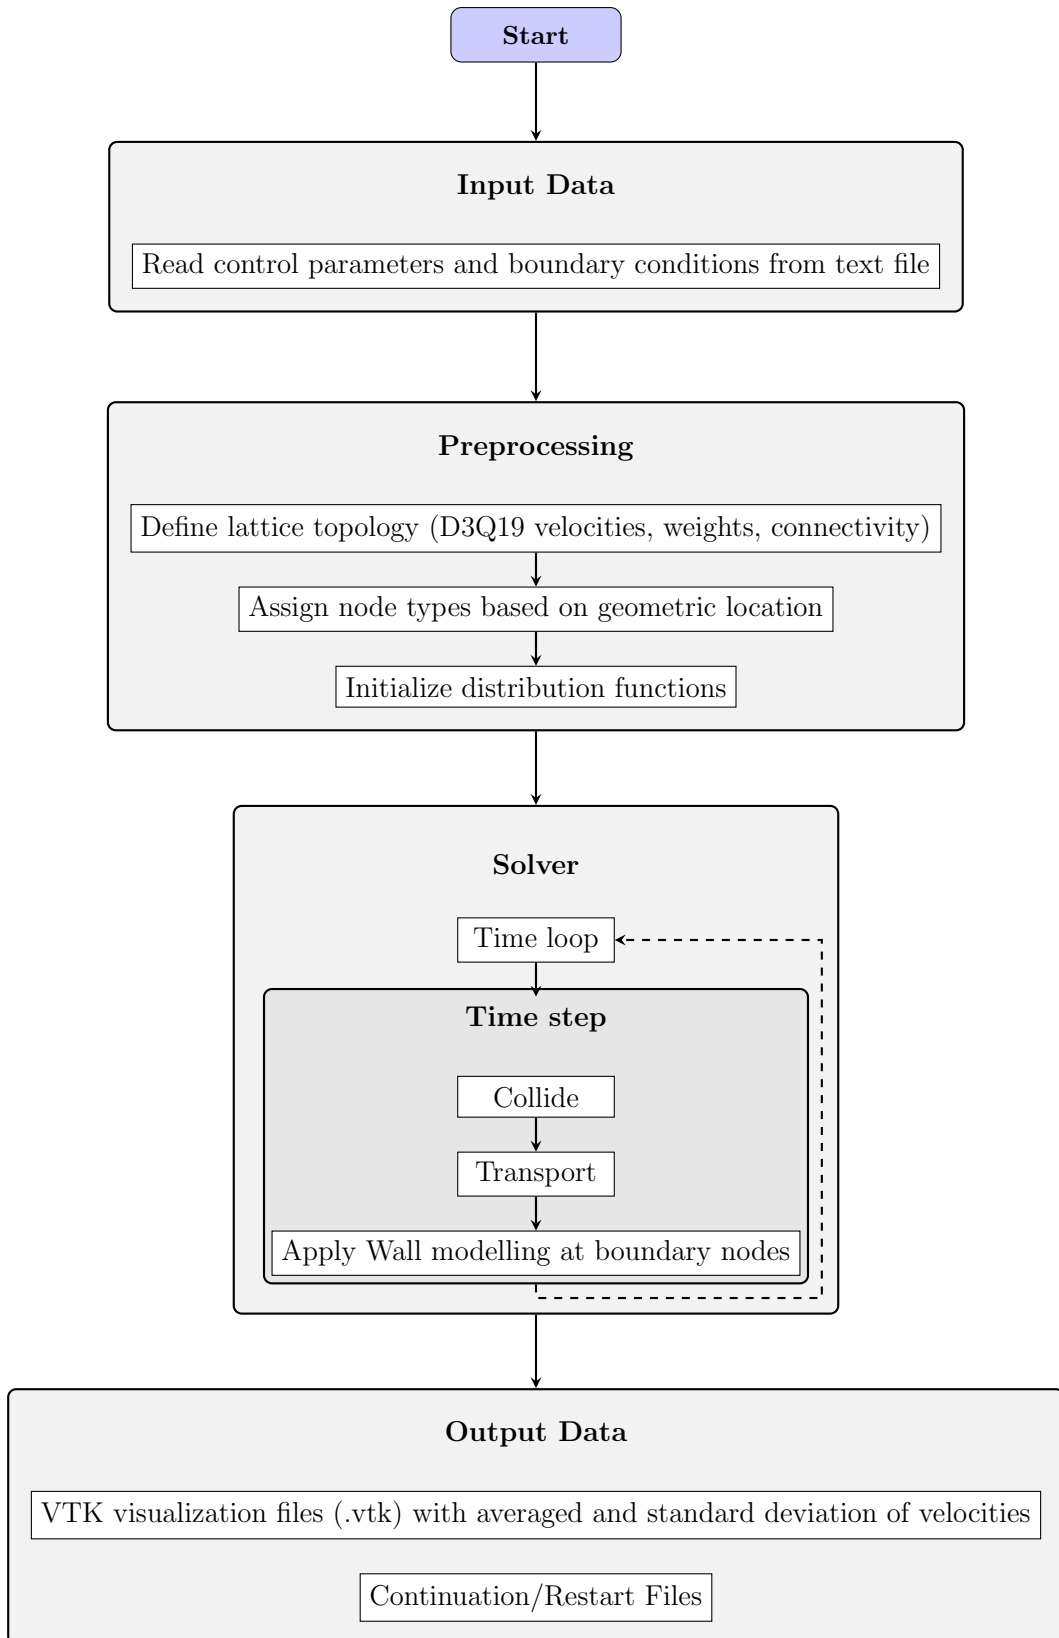 Start
Input Data
Read control parameters and boundary conditions from text file
Preprocessing
Define lattice topology (D3Q19 velocities, weights, connectivity)
Assign node types based on geometric location
Initialize distribution functions
Solver
Time loop
Time step
Collide
Transport
Apply Wall modelling at boundary nodes
Output Data
VTK visualization files (.vtk) with averaged and standard deviation of velocities
Continuation/Restart Files